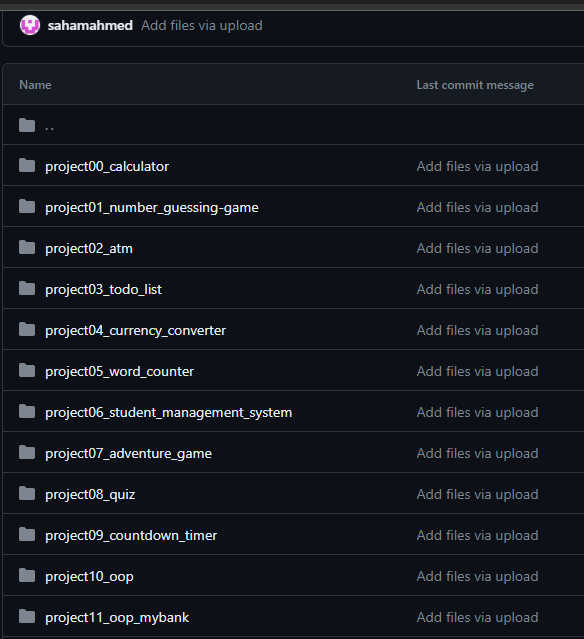 sahamahmed Add files via upload
Name Last commit message
..
project00_calculator Add files via upload
project01_number_guessing-game Add files via upload
project02_atm Add files via upload
project03_todo_list Add files via upload
project04_currency_converter Add files via upload
project05_word_counter Add files via upload
project06_student_management_system Add files via upload
project07_adventure_game Add files via upload
project08_quiz Add files via upload
project09_countdown_timer Add files via upload
project10_oop Add files via upload
project11_oop_mybank Add files via upload